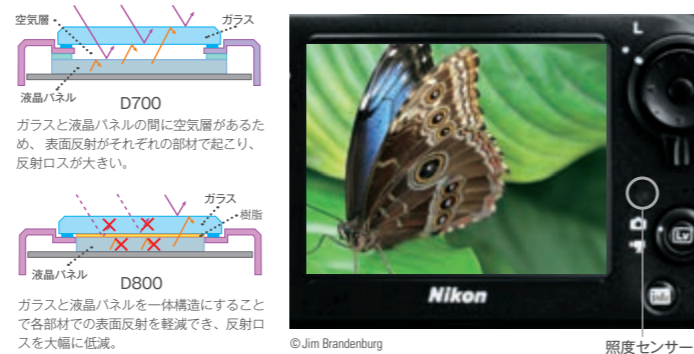 空気層
ガラス
液晶パネル
D700
ガラスと液晶パネルの間に空気層があるた
め、 表面反射がそれぞれの部材で起こり、
反射ロスが大きい。
ガラス
樹脂
液晶パネル
D800
ガラスと液晶パネルを一体構造にすること
で各部材での表面反射を軽減でき、反射ロ
スを大幅に低減。
L
Lv
info
Nikon
©Jim Brandenburg
照度センサー